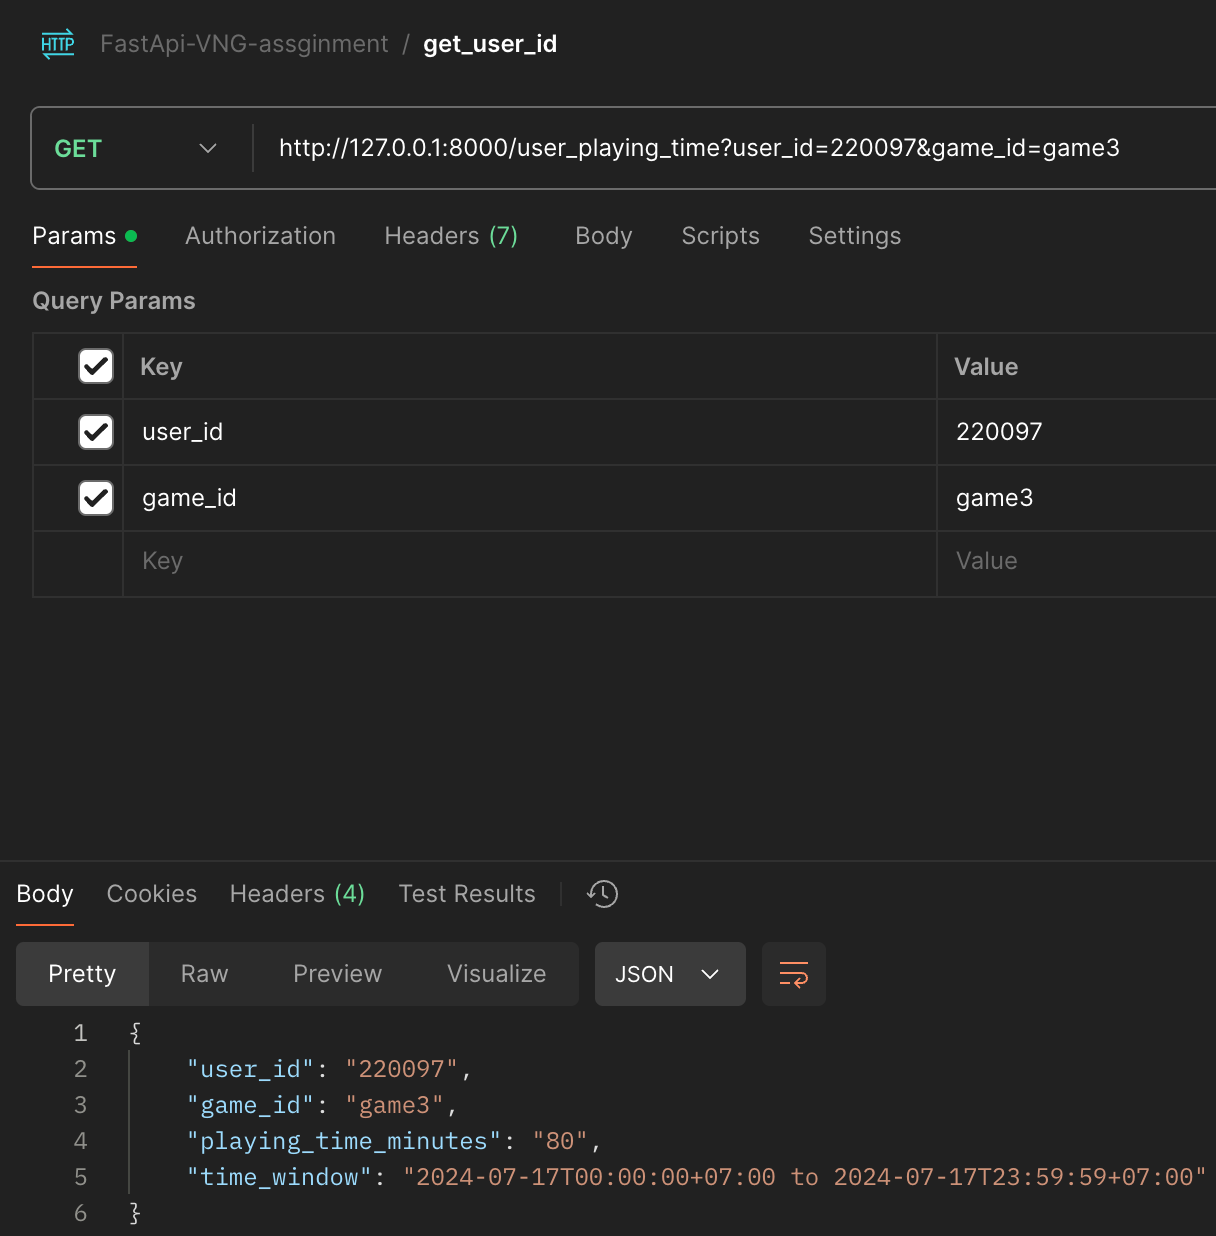 HTTP FastApi-VNG-assginment / get_user_id
GET http://127.0.0.1:8000/user_playing_time?user_id=220097&game_id=game3
Params Authorization Headers (7) Body Scripts Settings
Query Params
Key Value
user_id 220097
game_id game3
Key Value
Body Cookies Headers (4) Test Results
Pretty Raw Preview Visualize JSON
1 {
2 "user_id": "220097",
3 "game_id": "game3",
4 "playing_time_minutes": "80",
5 "time_window": "2024-07-17T00:00:00+07:00 to 2024-07-17T23:59:59+07:00"
6 }